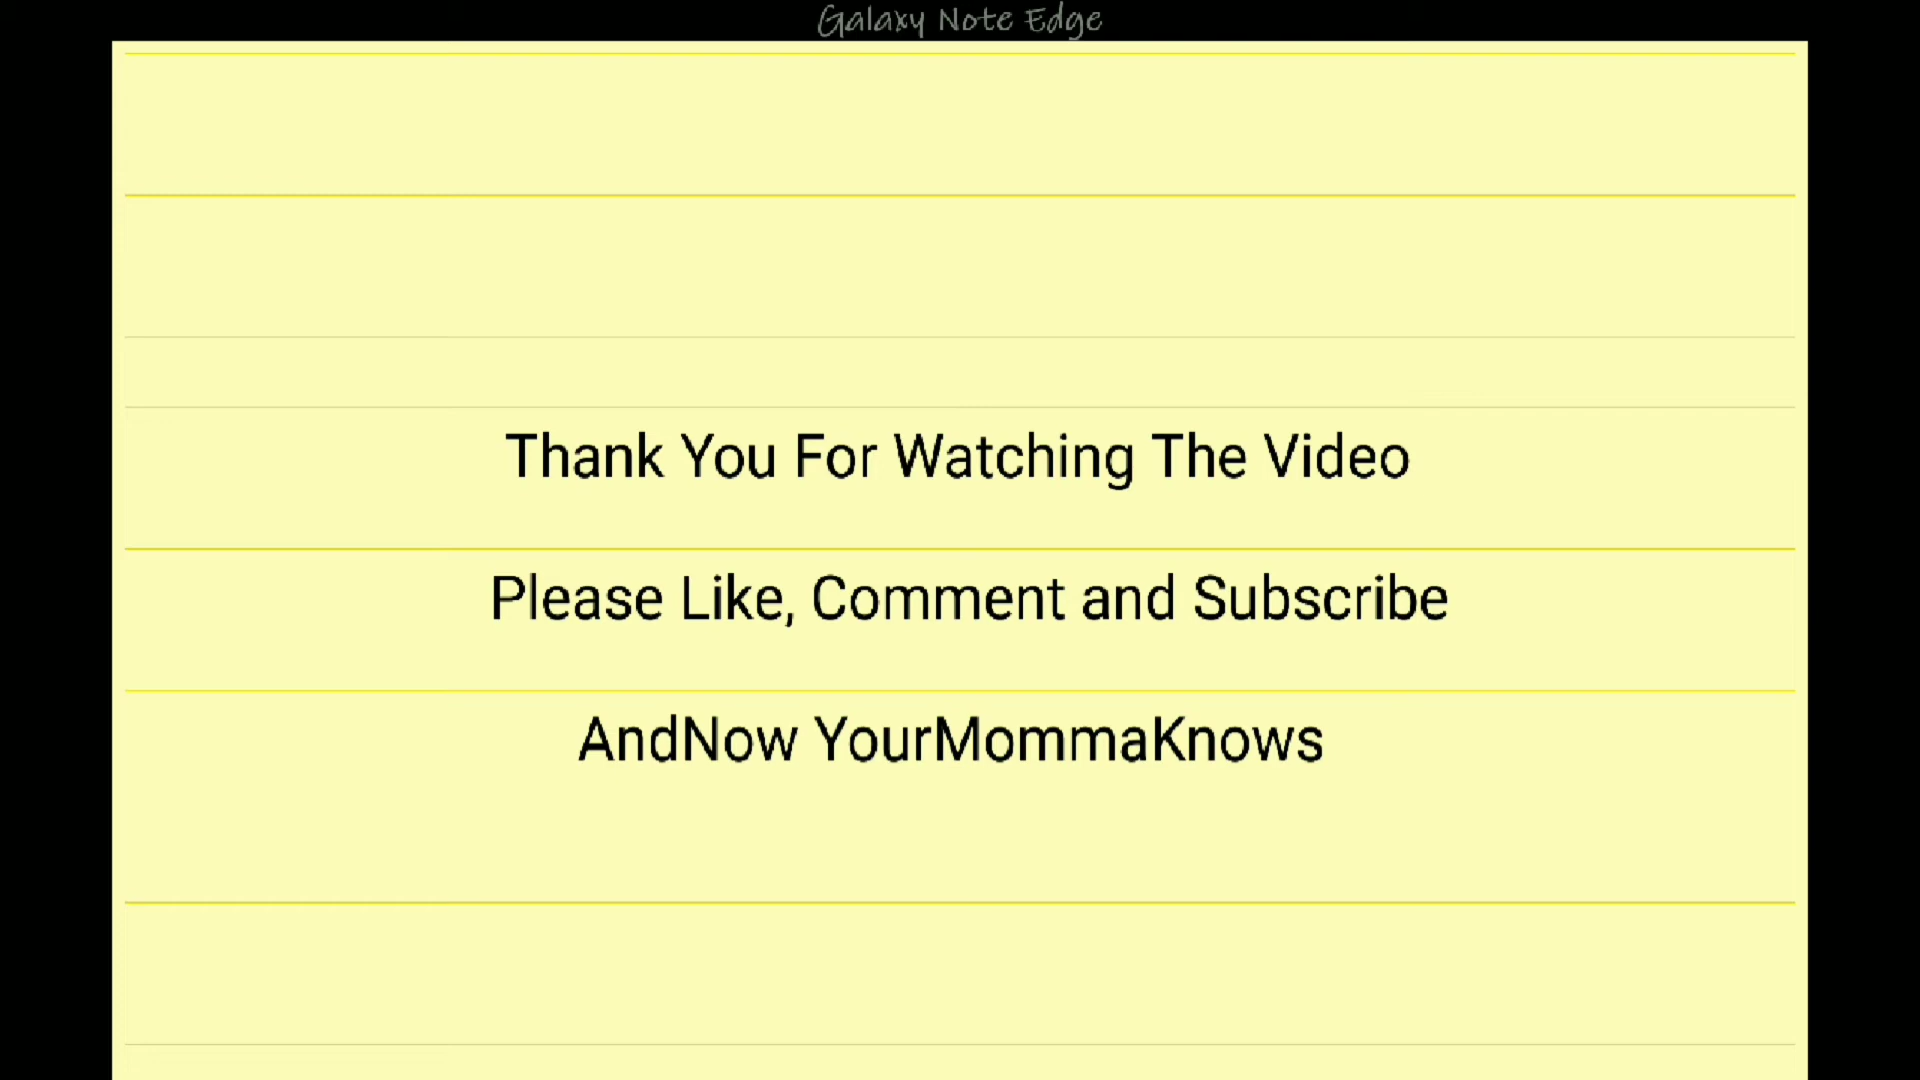 Galaxy Note Edge
Thank You For Watching The Video
Please Like, Comment and Subscribe
AndNow YourMommaKnows